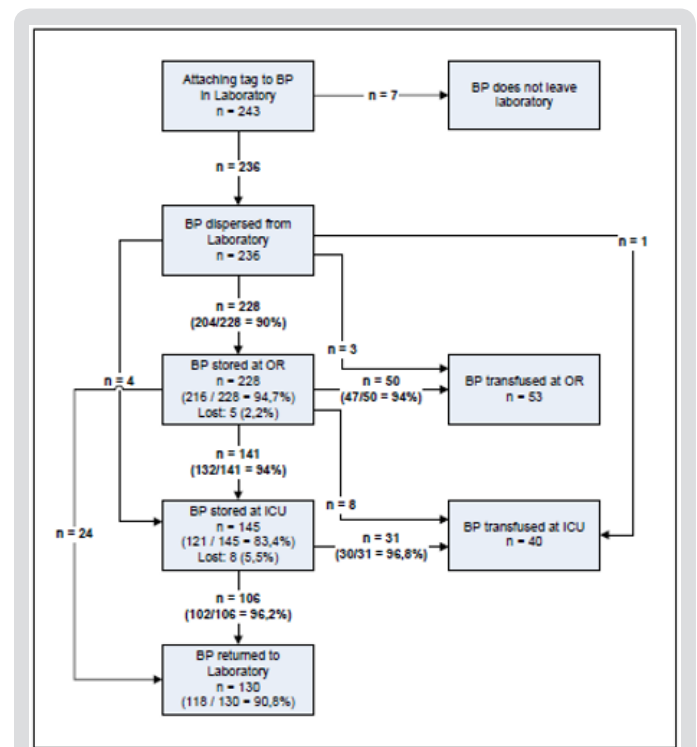 Attaching tag to BP
in Laboratory
n = 243
n = 7
BP does not leave
laboratory
n = 236
BP dispersed from
Laboratory
n = 236
n = 1
n = 228
(204/228 = 90%)
n = 3
n = 4
BP stored at OR
n = 228
(216 / 228 = 94,7%)
Lost: 5 (2,2%)
n = 50
(47/50 = 94%)
BP transfused at OR
n = 53
n = 141
(132/141 = 94%)
n = 8
n = 24
BP stored at ICU
n = 145
(121 / 145 = 83,4%)
Lost: 8 (5,5%)
n = 31
(30/31 = 96,8%)
BP transfused at ICU
n = 40
n = 106
(102/106 = 96,2%)
BP returned to
Laboratory
n = 130
(118 / 130 = 90,8%)